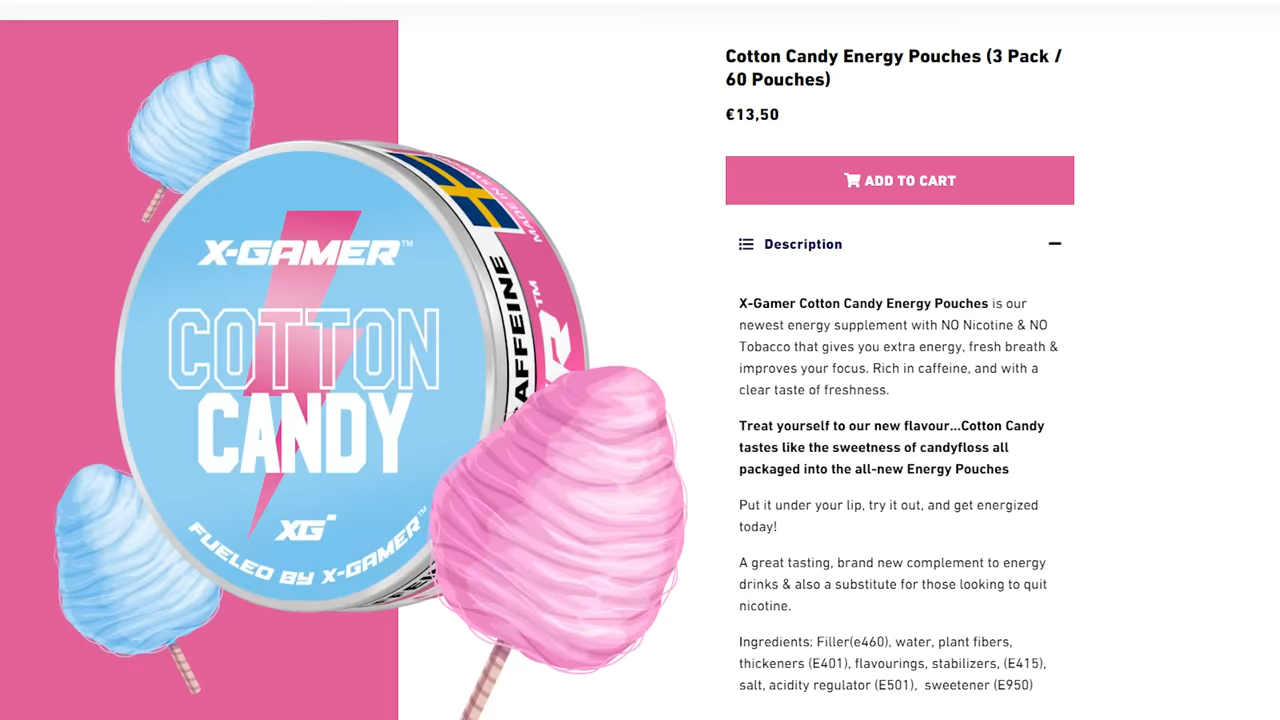 Cotton Candy Energy Pouches (3 Pack /
60 Pouches)
€13,50
ADD TO CART
Description
X-Gamer Cotton Candy Energy Pouches is our
newest energy supplement with NO Nicotine & NO
Tobacco that gives you extra energy, fresh breath &
improves your focus. Rich in caffeine, and with a
clear taste of freshness.
Treat yourself to our new flavour...Cotton Candy
tastes like the sweetness of candyfloss all
packaged into the all-new Energy Pouches
Put it under your lip, try it out, and get energized
today!
A great tasting, brand new complement to energy
drinks & also a substitute for those looking to quit
nicotine.
Ingredients: Filler(e460), water, plant fibers,
thickeners (E401), flavourings, stabilizers, (E415),
salt, acidity regulator (E501),  sweetener (E950)
X-GAMER™
COTTON
CANDY
XG
FUELED BY X-GAMER™
MADE IN
AFFEINE
R™